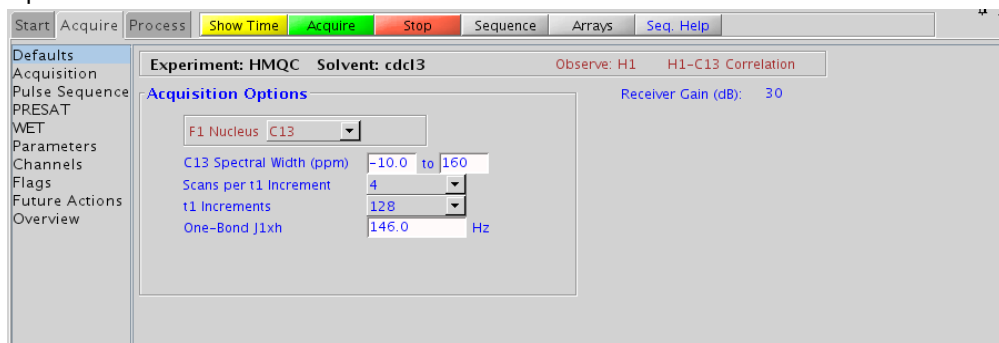 Start Acquire Process Show Time Acquire Stop Sequence Arrays Seq. Help
Defaults
Acquisition
Pulse Sequence
PRESAT
WET
Parameters
Channels
Flags
Future Actions
Overview
Experiment: HMQC Solvent: cdcl3 Observe: H1 H1-C13 Correlation
Acquisition Options Receiver Gain (dB): 30
F1 Nucleus C13
C13 Spectral Width (ppm) -10.0 to 160
Scans per t1 Increment 4
t1 Increments 128
One-Bond J1xh 146.0 Hz